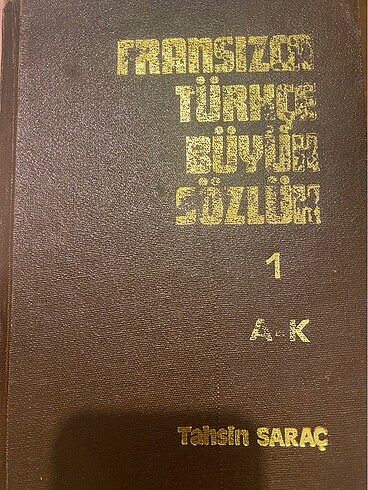 FRANSIZCA
TÜRKÇE
BÜYÜK
SÖZLÜK
1
A-K
Tahsin SARAÇ